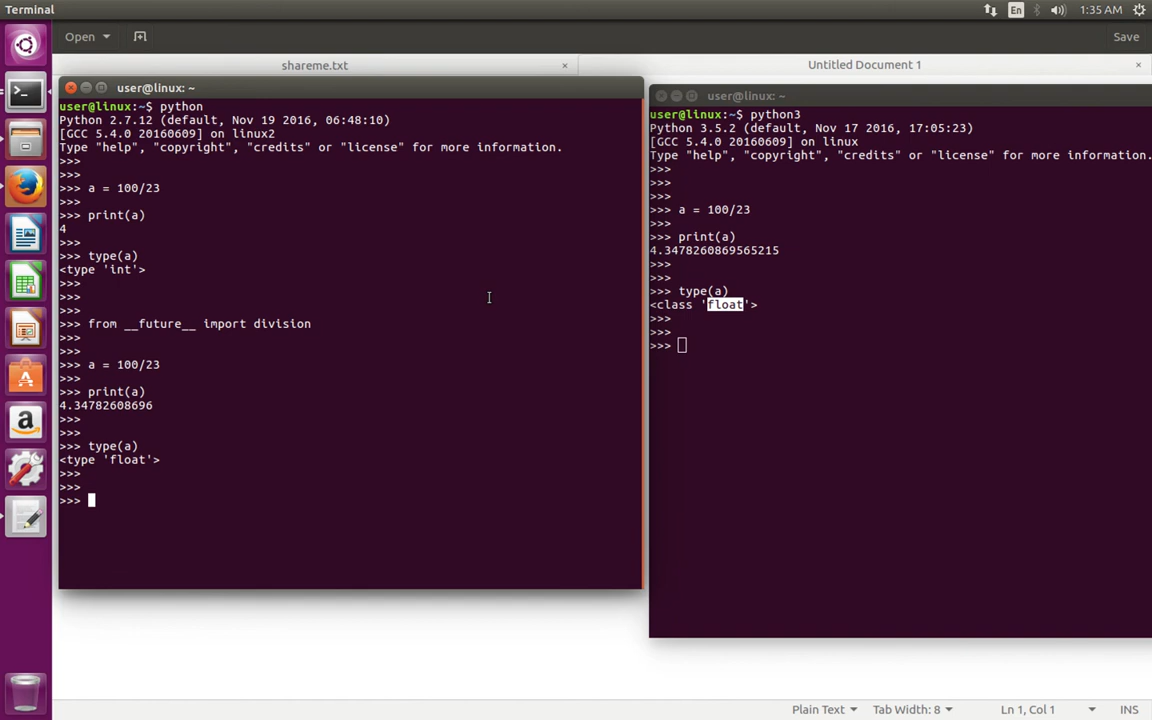 Terminal
En
1:35 AM
Open
Save
shareme.txt
×
Untitled Document 1
×
user@linux: ~
user@linux:~$ python
Python 2.7.12 (default, Nov 19 2016, 06:48:10)
[GCC 5.4.0 20160609] on linux2
Type "help", "copyright", "credits" or "license" for more information.
>>>
>>>
>>> a = 100/23
>>>
>>> print(a)
4
>>>
>>> type(a)
<type 'int'>
>>>
>>>
>>>
>>> from __future__ import division
>>>
>>>
>>> a = 100/23
>>>
>>> print(a)
4.34782608696
>>>
>>>
>>> type(a)
<type 'float'>
>>>
>>>
>>>
user@linux: ~
user@linux:~$ python3
Python 3.5.2 (default, Nov 17 2016, 17:05:23)
[GCC 5.4.0 20160609] on linux
Type "help", "copyright", "credits" or "license" for more information.
>>>
>>>
>>>
>>> a = 100/23
>>>
>>> print(a)
4.3478260869565215
>>>
>>>
>>> type(a)
<class 'float'>
>>>
>>>
>>>
Plain Text
Tab Width: 8
Ln 1, Col 1
INS